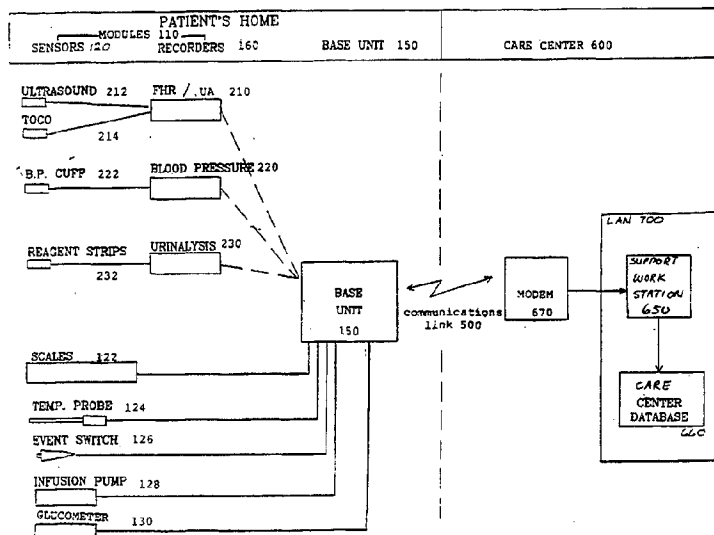 PATIENT'S HOME
MODULES 110
SENSORS 120 RECORDERS 160 BASE UNIT 150 CARE CENTER 600
ULTRASOUND 212 FHR / UA 210
TOCO
214
B.P. CUFF 222 BLOOD PRESSURE 220
REAGENT STRIPS URINALYSIS 230
232
LAN 700
SUPPORT
WORK
STATION
650
BASE
UNIT
150
communications
link 500
MODEM
670
SCALES 122
CARE
CENTER
DATABASE
660
TEMP. PROBE 124
EVENT SWITCH 126
INFUSION PUMP 128
GLUCOMETER 130